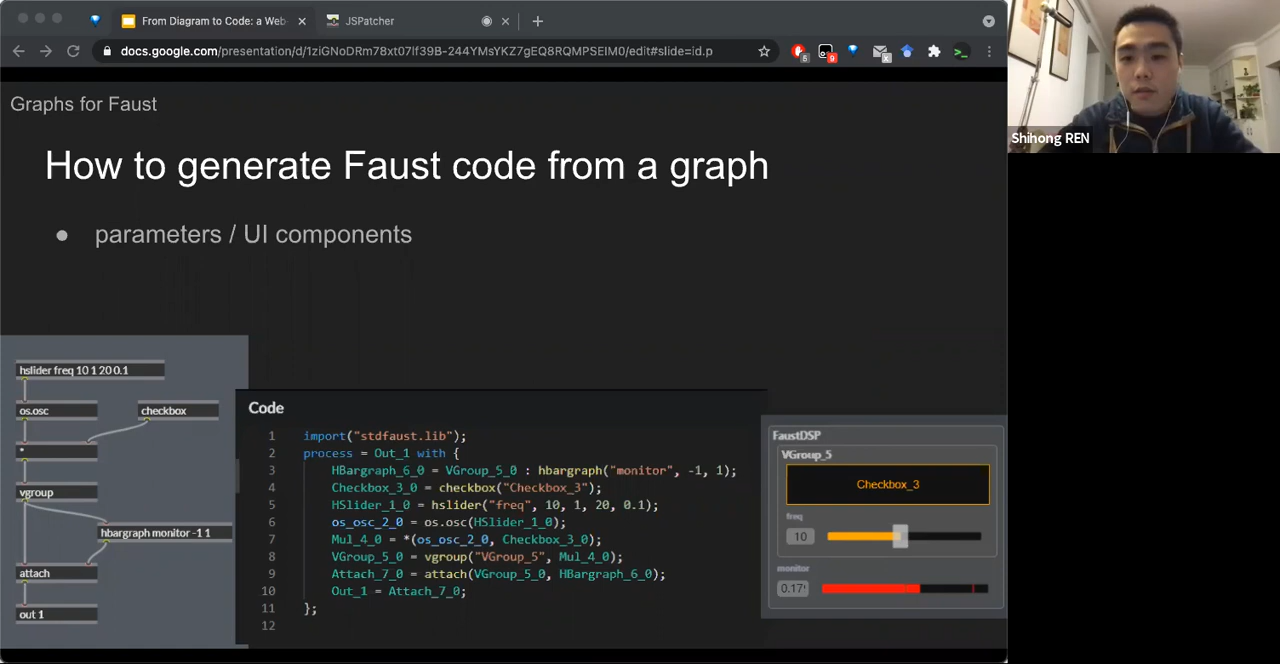 From Diagram to Code: a Web-
JSPatcher
docs.google.com/presentation/d/1ziGNoDRm78xt07lf39B-244YMsYKZ7gEQ8RQMPSEIM0/edit#slide=id.p
5
9
x
>_
Shihong REN
Graphs for Faust
How to generate Faust code from a graph
● parameters / UI components
hslider freq 10 1 20 0.1
os.osc
checkbox
*
vgroup
hbargraph monitor -1 1
attach
out 1
Code
1 import("stdfaust.lib");
2 process = Out_1 with {
3 HBargraph_6_0 = VGroup_5_0 : hbargraph("monitor", -1, 1);
4 Checkbox_3_0 = checkbox("Checkbox_3");
5 HSlider_1_0 = hslider("freq", 10, 1, 20, 0.1);
6 os_osc_2_0 = os.osc(HSlider_1_0);
7 Mul_4_0 = *(os_osc_2_0, Checkbox_3_0);
8 VGroup_5_0 = vgroup("VGroup_5", Mul_4_0);
9 Attach_7_0 = attach(VGroup_5_0, HBargraph_6_0);
10 Out_1 = Attach_7_0;
11 };
12
FaustDSP
VGroup_5
Checkbox_3
freq
10
monitor